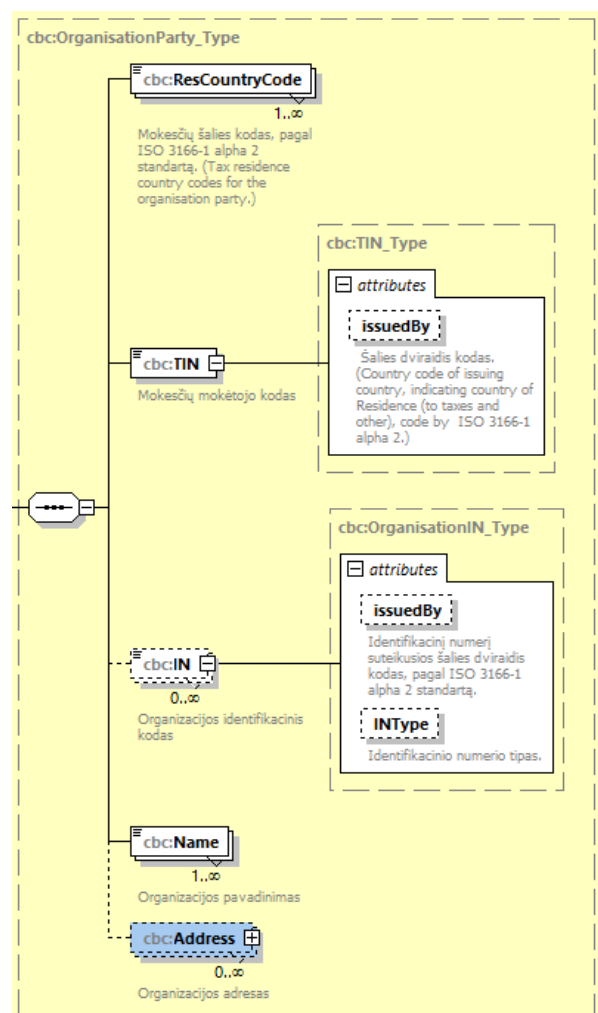 cbc:OrganisationParty_Type
cbc:ResCountryCode
1..∞
Mokesčių šalies kodas, pagal
ISO 3166-1 alpha 2
standartą. (Tax residence
country codes for the
organisation party.)
cbc:TIN_Type
attributes
issuedBy
Šalies dviraidis kodas.
(Country code of issuing
country, indicating country of
Residence (to taxes and
other), code by  ISO 3166-1
alpha 2.)
cbc:TIN
Mokesčių mokėtojo kodas
cbc:OrganisationIN_Type
attributes
issuedBy
Identifikacinį numerį
suteikusios šalies dviraidis
kodas, pagal ISO 3166-1
alpha 2 standartą.
INType
Identifikacinio numerio tipas.
cbc:IN
0..∞
Organizacijos identifikacinis
kodas
cbc:Name
1..∞
Organizacijos pavadinimas
cbc:Address
0..∞
Organizacijos adresas